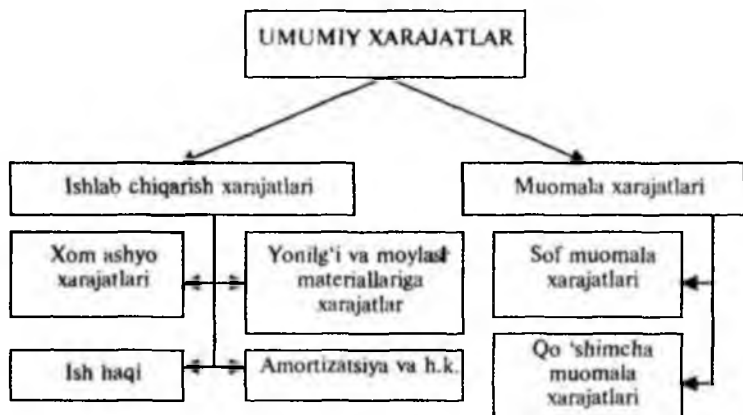 UMUMIY XARAJATLAR
Ishlab chiqarish xarajatlari
Muomala xarajatlari
Xom ashyo
xarajatlari
Yonilg'i va moylash
materiallariga
xarajatlar
Sof muomala
xarajatlari
Ish haqi
Amortizatsiya va h.k.
Qo 'shimcha
muomala
xarajatlari